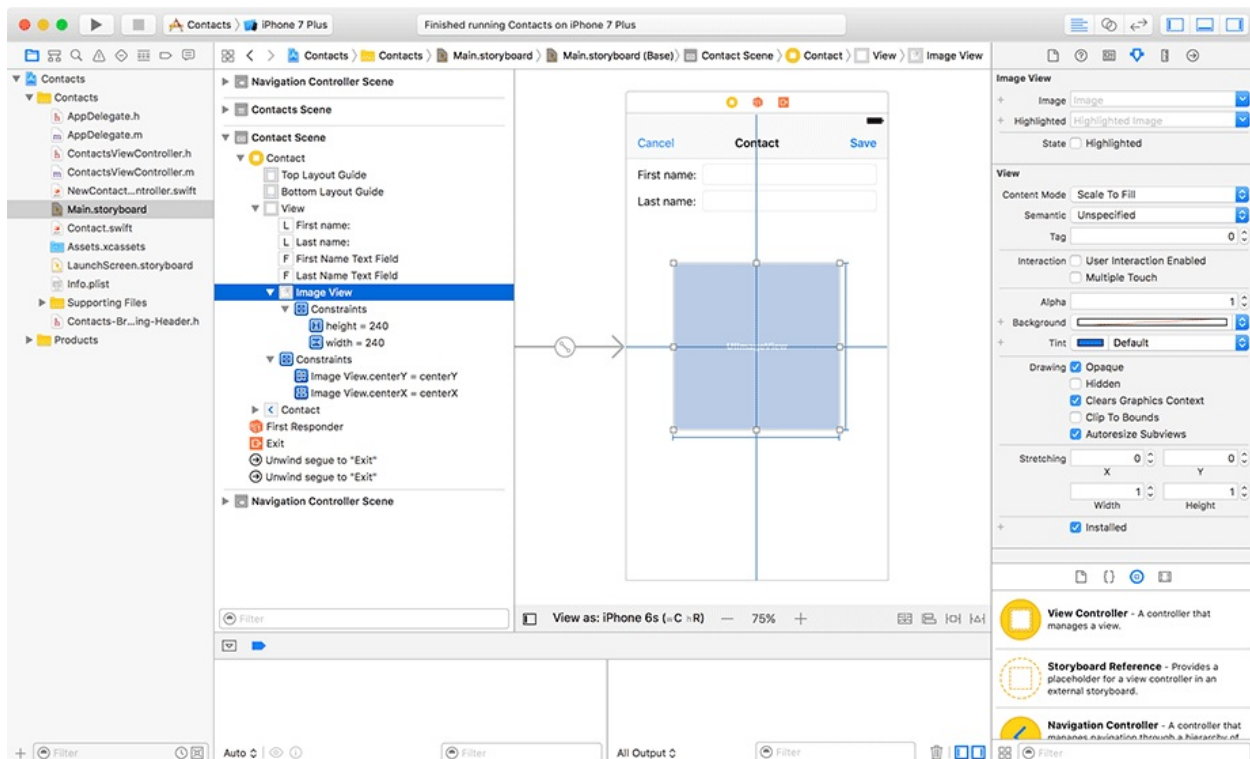 Contacts iPhone 7 Plus
Finished running Contacts on iPhone 7 Plus
Contacts Contacts Main.storyboard Main.storyboard (Base) Contact Scene Contact View Image View
Contacts
Contacts
AppDelegate.h
AppDelegate.m
ContactsViewController.h
ContactsViewController.m
NewContact...ntroller.swift
Main.storyboard
Contact.swift
Assets.xcassets
LaunchScreen.storyboard
Info.plist
Supporting Files
Contacts-Br...ing-Header.h
Products
Filter
Navigation Controller Scene
Contacts Scene
Contact Scene
Contact
Top Layout Guide
Bottom Layout Guide
View
L First name:
L Last name:
F First Name Text Field
F Last Name Text Field
Image View
Constraints
height = 240
width = 240
Constraints
Image View.centerY = centerY
Image View.centerX = centerX
Contact
First Responder
Exit
Unwind segue to "Exit"
Unwind segue to "Exit"
Navigation Controller Scene
Filter
Cancel Contact Save
First name:
Last name:
UIImageView
View as: iPhone 6s (wC hR) — 75% +
Auto
Filter
All Output
Filter
Image View
Image Image
Highlighted Highlighted Image
State Highlighted
View
Content Mode Scale To Fill
Semantic Unspecified
Tag 0
Interaction User Interaction Enabled
Multiple Touch
Alpha 1
Background
Tint Default
Drawing Opaque
Hidden
Clears Graphics Context
Clip To Bounds
Autoresize Subviews
Stretching 0 0
X Y
1 1
Width Height
Installed
View Controller - A controller that
manages a view.
Storyboard Reference - Provides a
placeholder for a view controller in an
external storyboard.
Navigation Controller - A controller that
manages navigation through a hierarchy of
Filter